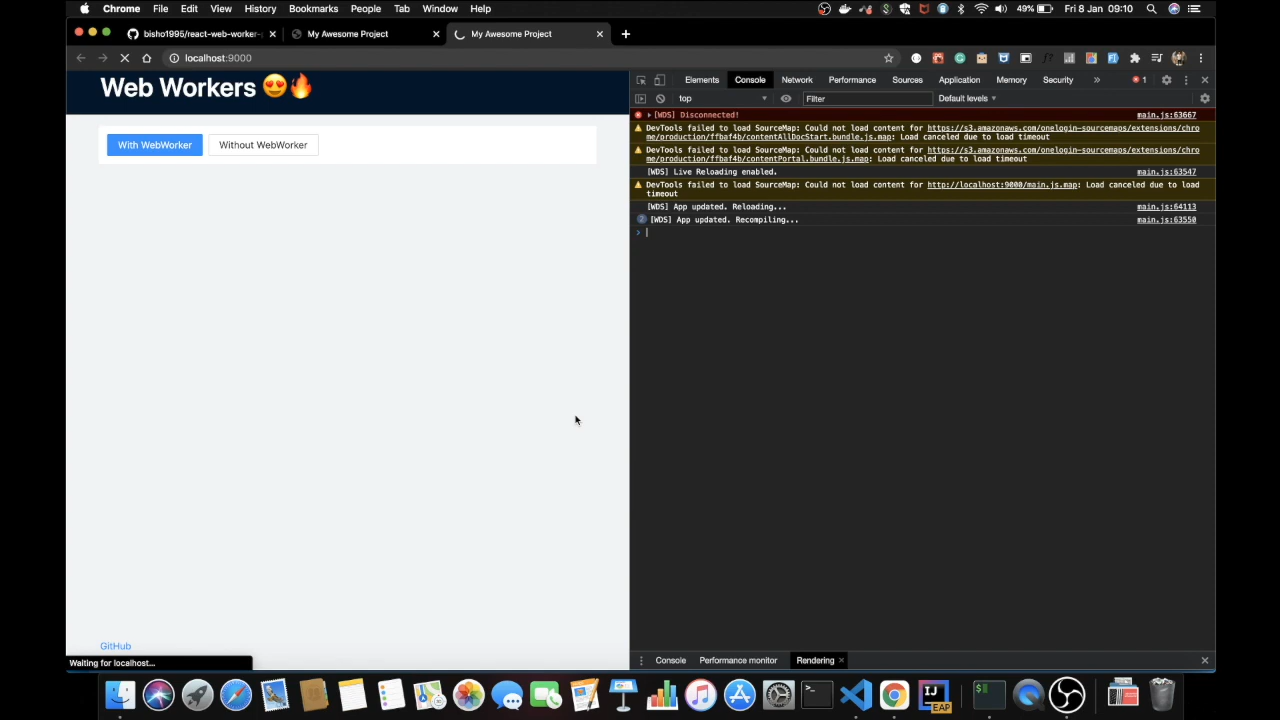 Chrome File Edit View History Bookmarks People Tab Window Help 49% Fri 8 Jan 09:10
bisho1995/react-web-worker- My Awesome Project My Awesome Project
localhost:9000
Web Workers 😍🔥
With WebWorker Without WebWorker
GitHub
Waiting for localhost...
Elements Console Network Performance Sources Application Memory Security » 1
top Filter Default levels
[WDS] Disconnected! main.js:63667
DevTools failed to load SourceMap: Could not load content for https://s3.amazonaws.com/onelogin-sourcemaps/extensions/chro
me/production/ffbaf4b/contentAllDocStart.bundle.js.map: Load canceled due to load timeout
DevTools failed to load SourceMap: Could not load content for https://s3.amazonaws.com/onelogin-sourcemaps/extensions/chro
me/production/ffbaf4b/contentPortal.bundle.js.map: Load canceled due to load timeout
[WDS] Live Reloading enabled. main.js:63547
DevTools failed to load SourceMap: Could not load content for http://localhost:9000/main.js.map: Load canceled due to load
timeout
[WDS] App updated. Reloading... main.js:64113
2 [WDS] App updated. Recompiling... main.js:63550
>
Console Performance monitor Rendering
IJ
EAP